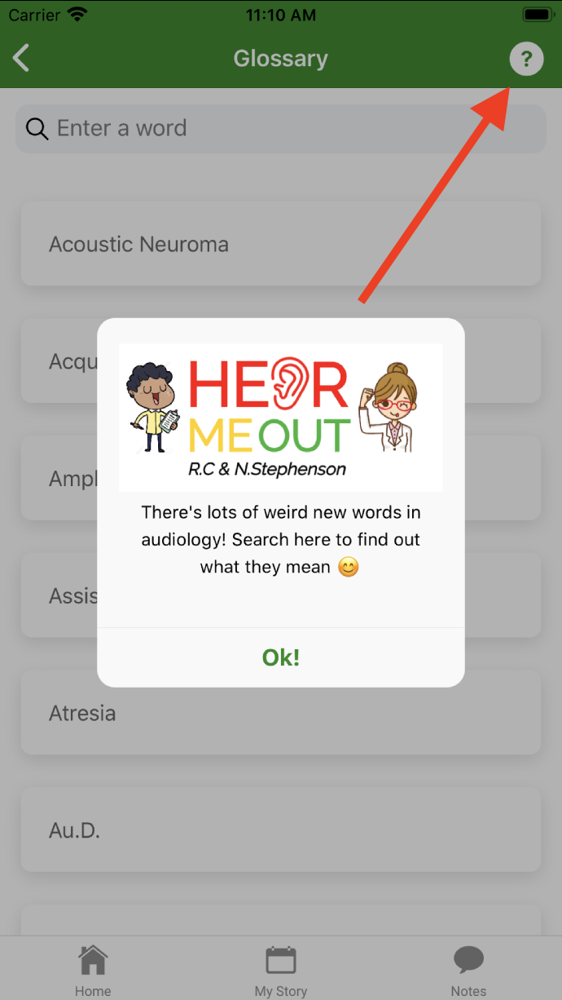 Carrier 11:10 AM
Glossary ?
Enter a word
Acoustic Neuroma
Acqu
HEAR
ME OUT
R.C & N.Stephenson
Ampl
There's lots of weird new words in
audiology! Search here to find out
what they mean 😊
Assis
Ok!
Atresia
Au.D.
Home My Story Notes